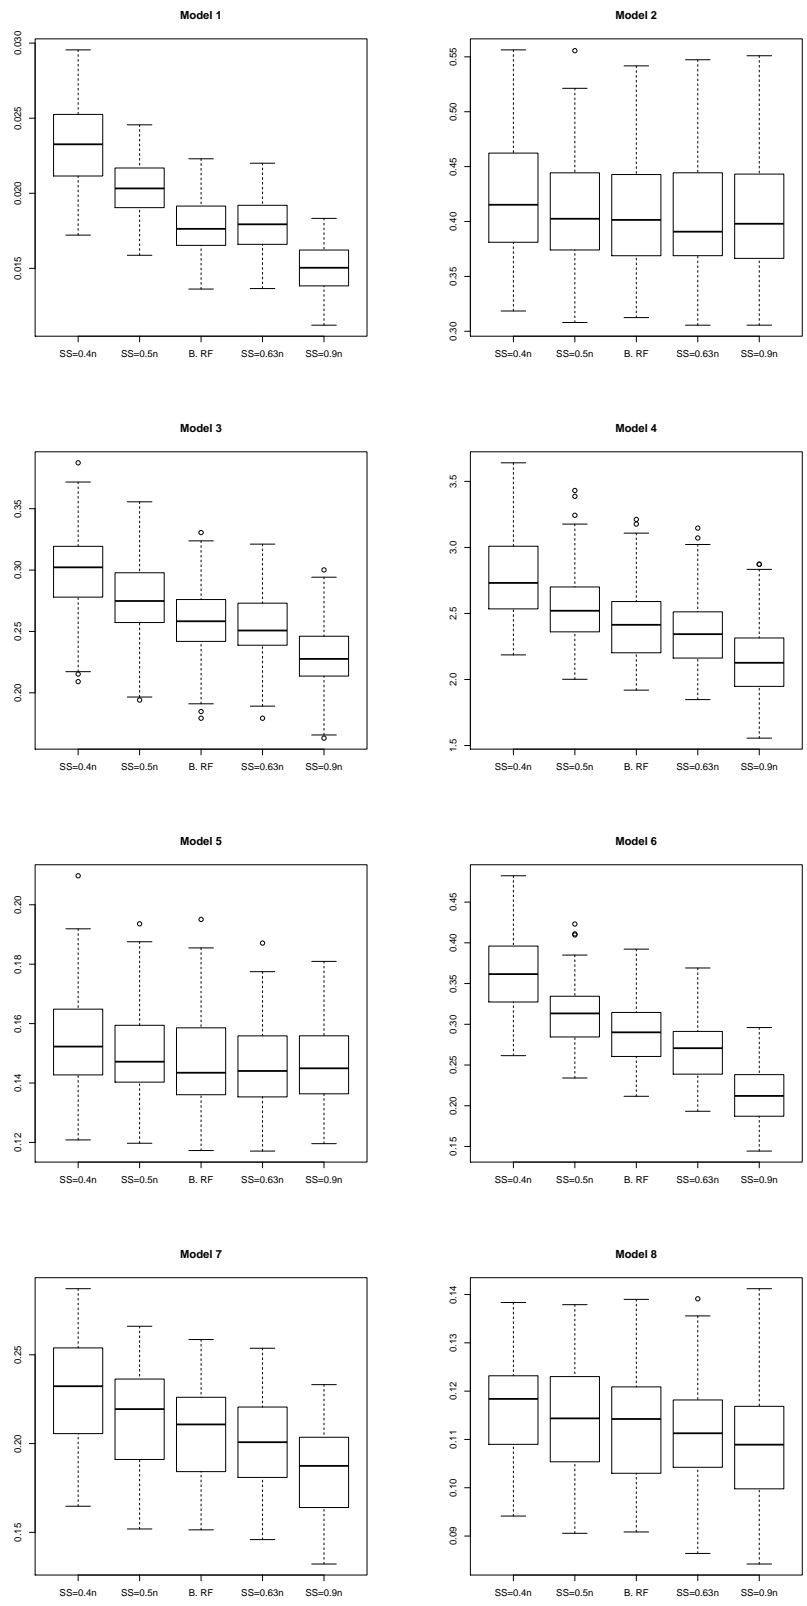 Model 1
0.030
0.025
0.020
0.015
SS=0.4n SS=0.5n B. RF SS=0.63n SS=0.9n
Model 2
0.55
0.50
0.45
0.40
0.35
0.30
SS=0.4n SS=0.5n B. RF SS=0.63n SS=0.9n
Model 3
0.35
0.30
0.25
0.20
SS=0.4n SS=0.5n B. RF SS=0.63n SS=0.9n
Model 4
3.5
3.0
2.5
2.0
1.5
SS=0.4n SS=0.5n B. RF SS=0.63n SS=0.9n
Model 5
0.20
0.18
0.16
0.14
0.12
SS=0.4n SS=0.5n B. RF SS=0.63n SS=0.9n
Model 6
0.45
0.40
0.35
0.30
0.25
0.20
0.15
SS=0.4n SS=0.5n B. RF SS=0.63n SS=0.9n
Model 7
0.25
0.20
0.15
SS=0.4n SS=0.5n B. RF SS=0.63n SS=0.9n
Model 8
0.14
0.13
0.12
0.11
0.10
0.09
SS=0.4n SS=0.5n B. RF SS=0.63n SS=0.9n